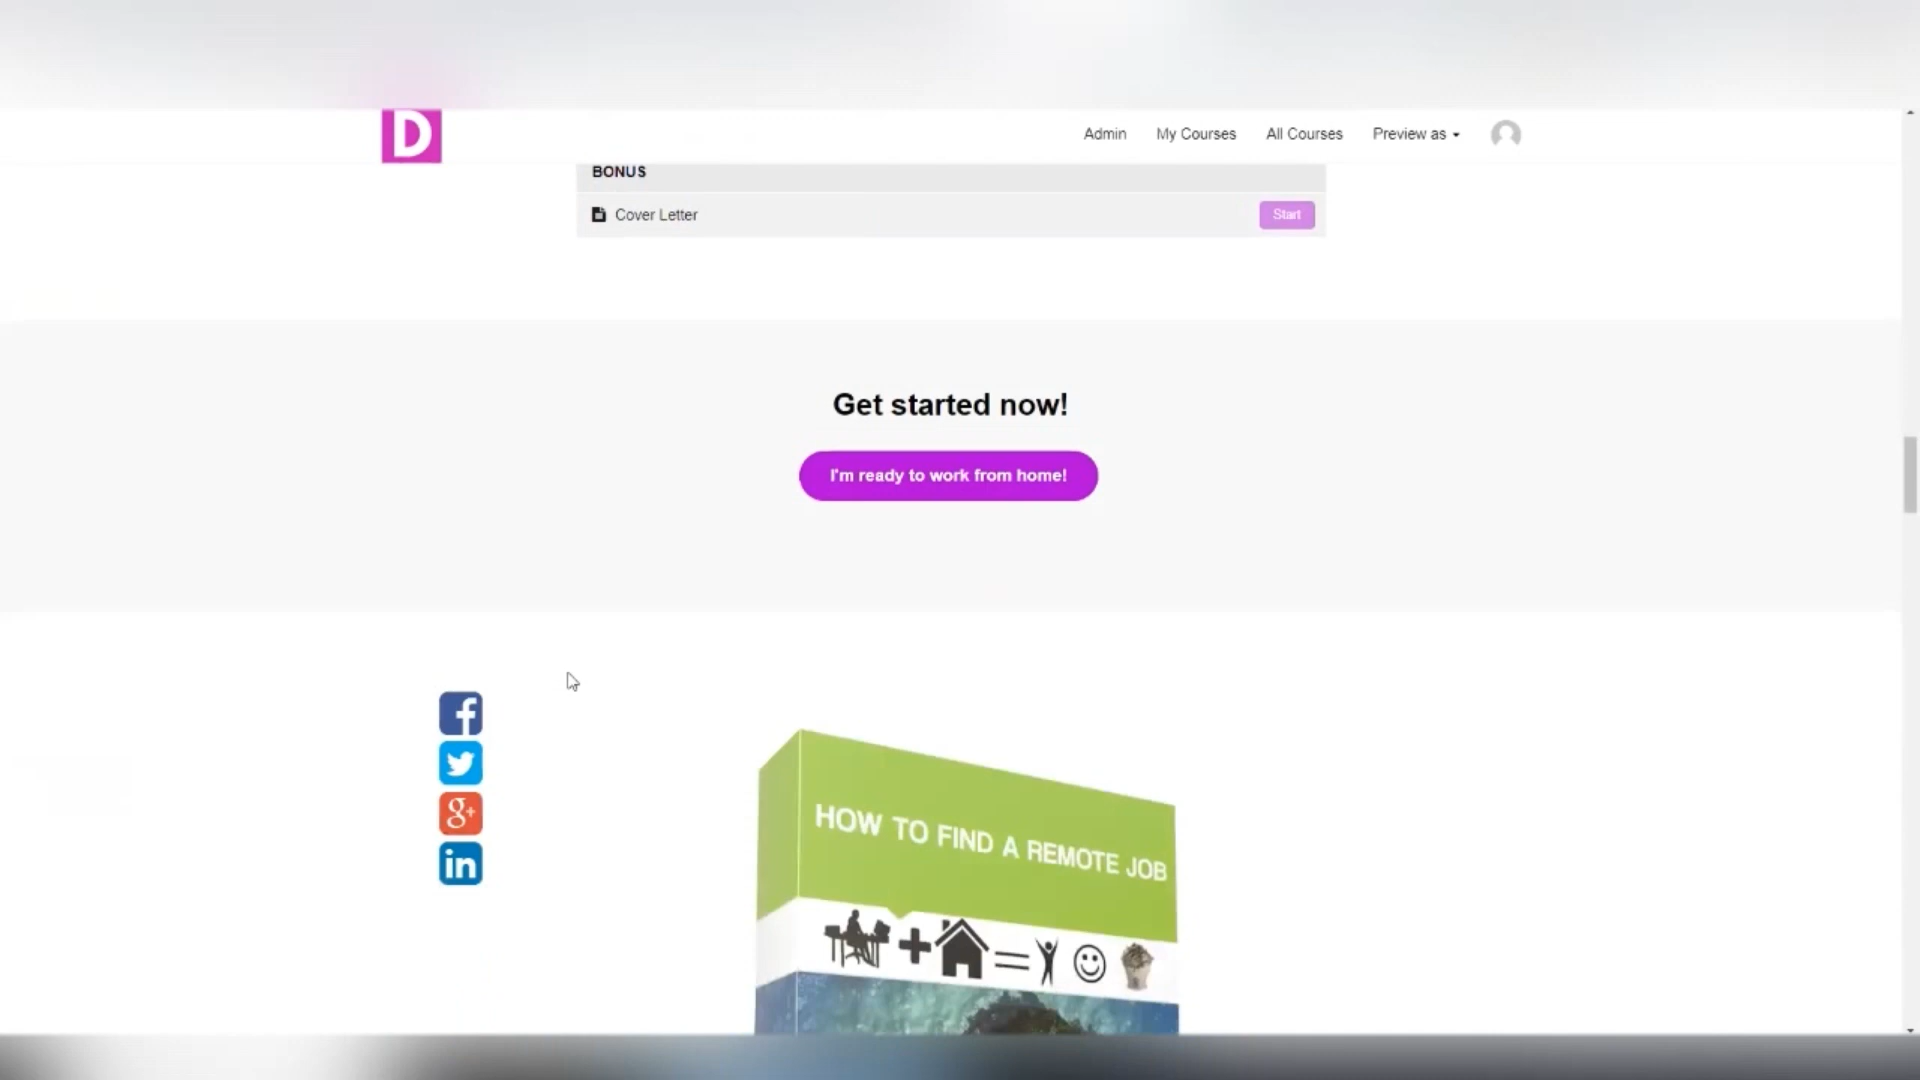 D
Admin My Courses All Courses Preview as
BONUS
Cover Letter Start
Get started now!
I'm ready to work from home!
f
g+
in
HOW TO FIND A REMOTE JOB